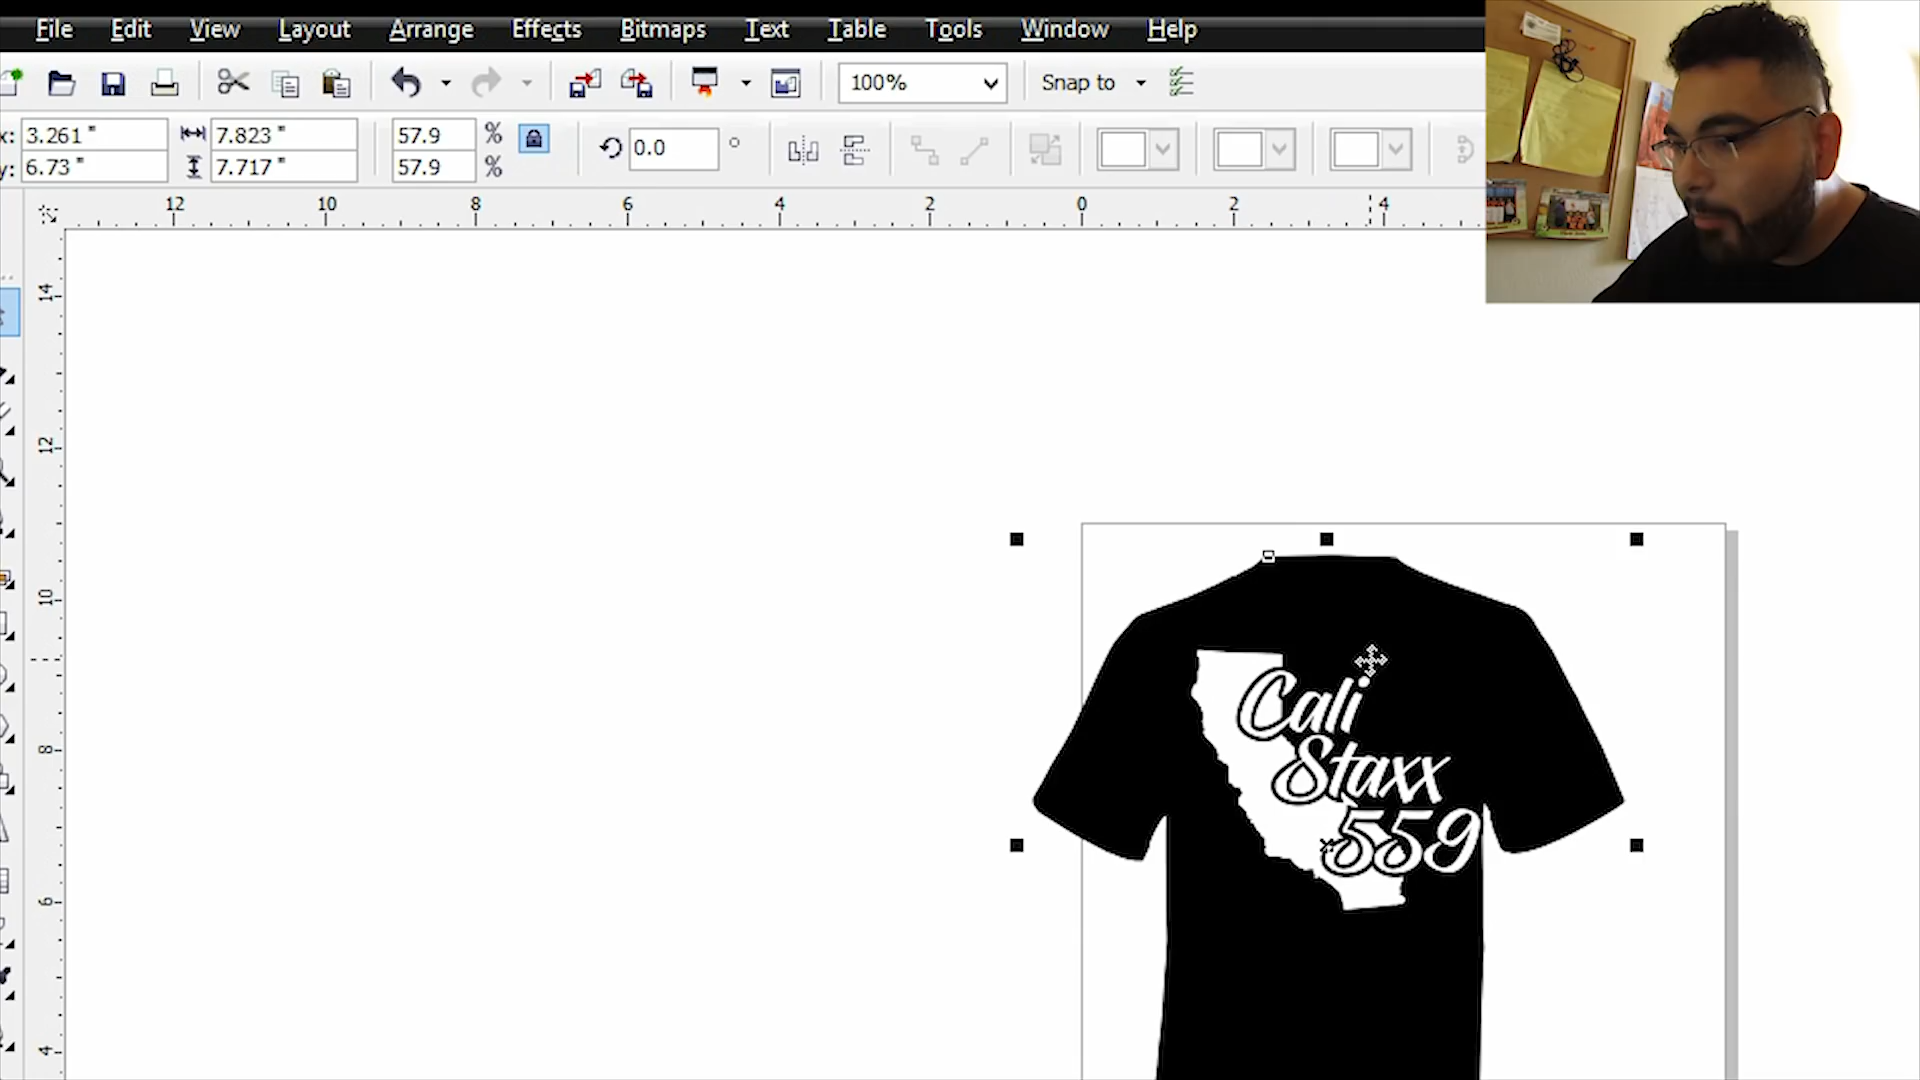 File Edit View Layout Arrange Effects Bitmaps Text Table Tools Window Help
100% Snap to
x: 3.261 " 7.823 " 57.9 % 0.0 °
y: 6.73 " 7.717 " 57.9 %
12 10 8 6 4 2 0 2 4
14
12
10
8
6
4
Cali
Staxx
559